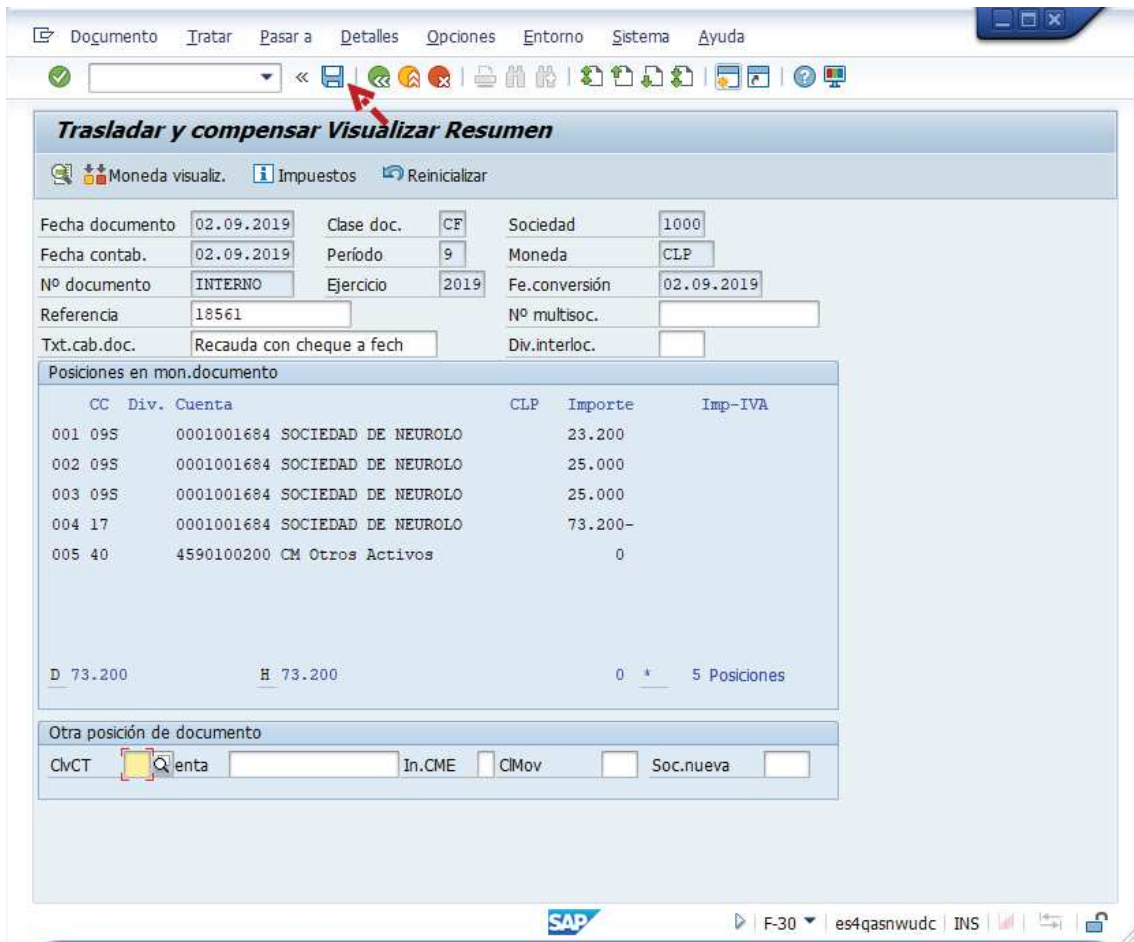 Documento Tratar Pasar a Detalles Opciones Entorno Sistema Ayuda
Trasladar y compensar Visualizar Resumen
Moneda visualiz. Impuestos Reinicializar
Fecha documento 02.09.2019 Clase doc. CF Sociedad 1000
Fecha contab. 02.09.2019 Período 9 Moneda CLP
Nº documento INTERNO Ejercicio 2019 Fe.conversión 02.09.2019
Referencia 18561 Nº multisoc.
Txt.cab.doc. Recauda con cheque a fech Div.interloc.
Posiciones en mon.documento
CC Div. Cuenta CLP Importe Imp-IVA
001 09S 0001001684 SOCIEDAD DE NEUROLO 23.200
002 09S 0001001684 SOCIEDAD DE NEUROLO 25.000
003 09S 0001001684 SOCIEDAD DE NEUROLO 25.000
004 17 0001001684 SOCIEDAD DE NEUROLO 73.200-
005 40 4590100200 CM Otros Activos 0
D 73.200 H 73.200 0 * 5 Posiciones
Otra posición de documento
ClvCT enta In.CME ClMov Soc.nueva
SAP F-30 es4qasnwudc INS